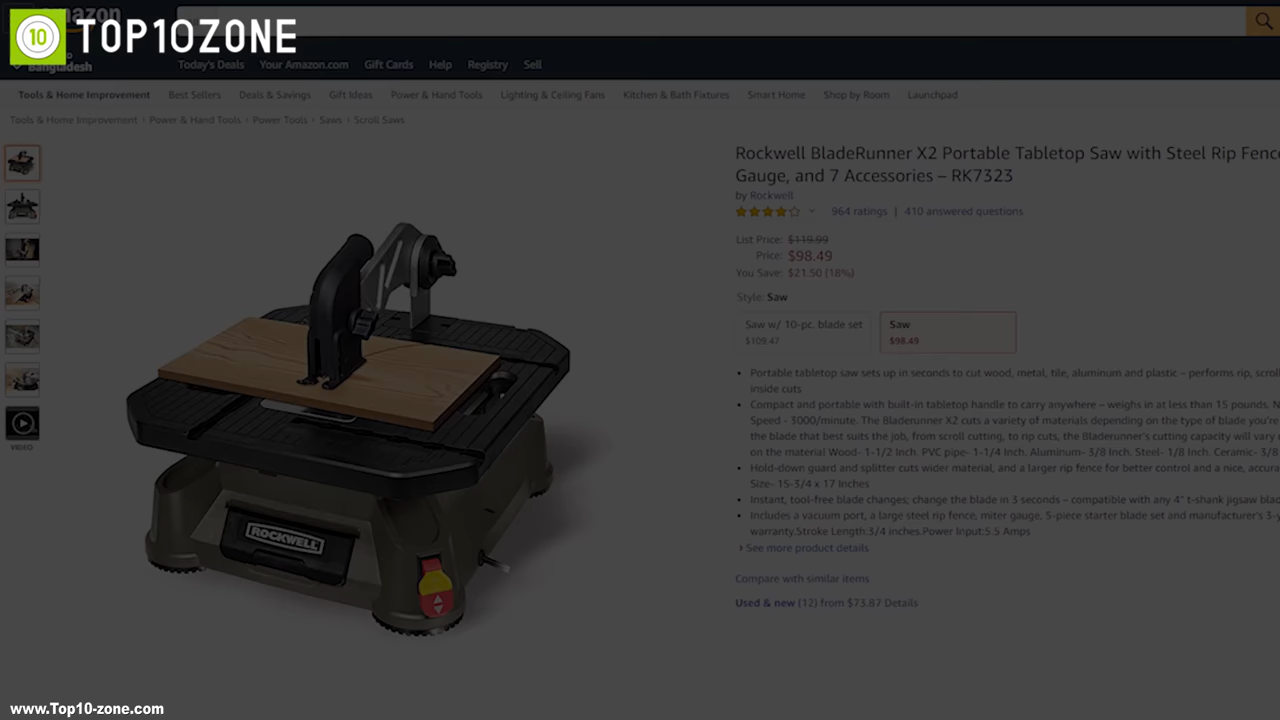 amazon
10 TOP10ZONE
Bangladesh
Today's Deals Your Amazon.com Gift Cards Help Registry Sell
Tools & Home Improvement Best Sellers Deals & Savings Gift Ideas Power & Hand Tools Lighting & Ceiling Fans Kitchen & Bath Fixtures Smart Home Shop by Room Launchpad
Tools & Home Improvement › Power & Hand Tools › Power Tools › Saws › Scroll Saws
Rockwell BladeRunner X2 Portable Tabletop Saw with Steel Rip Fence
Gauge, and 7 Accessories – RK7323
by Rockwell
964 ratings | 410 answered questions
List Price: $119.99
Price: $98.49
You Save: $21.50 (18%)
Style: Saw
Saw w/ 10-pc. blade set Saw
$109.47 $98.49
• Portable tabletop saw sets up in seconds to cut wood, metal, tile, aluminum and plastic – performs rip, scroll
inside cuts
• Compact and portable with built-in tabletop handle to carry anywhere – weighs in at less than 15 pounds. N
Speed - 3000/minute. The Bladerunner X2 cuts a variety of materials depending on the type of blade you're
the blade that best suits the job, from scroll cutting, to rip cuts, the Bladerunner's cutting capacity will vary
on the material Wood- 1-1/2 Inch. PVC pipe- 1-1/4 Inch. Aluminum- 3/8 Inch. Steel- 1/8 Inch. Ceramic- 3/8
• Hold-down guard and splitter cuts wider material, and a larger rip fence for better control and a nice, accura
Size- 15-3/4 x 17 Inches
• Instant, tool-free blade changes; change the blade in 3 seconds – compatible with any 4" t-shank jigsaw blad
• Includes a vacuum port, a large steel rip fence, miter gauge, 5-piece starter blade set and manufacturer's 3-y
warranty.Stroke Length:3/4 inches.Power Input:5.5 Amps
› See more product details
Compare with similar items
Used & new (12) from $73.87 Details
VIDEO
ROCKWELL
www.Top10-zone.com